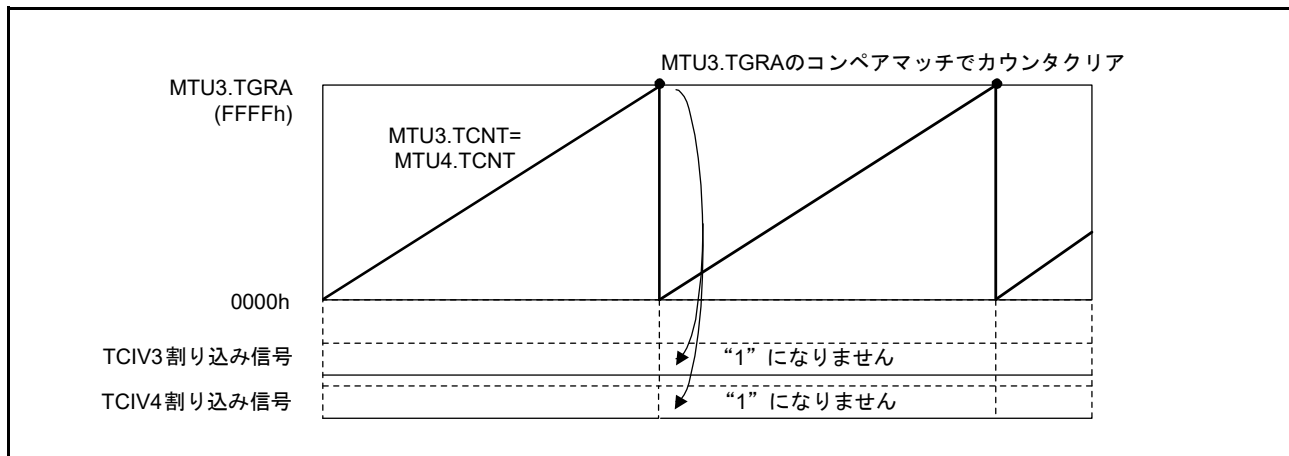 MTU3.TGRAのコンペアマッチでカウンタクリア
MTU3.TGRA
(FFFFh)
MTU3.TCNT=
MTU4.TCNT
0000h
TCIV3割り込み信号
“1”になりません
TCIV4割り込み信号
“1”になりません